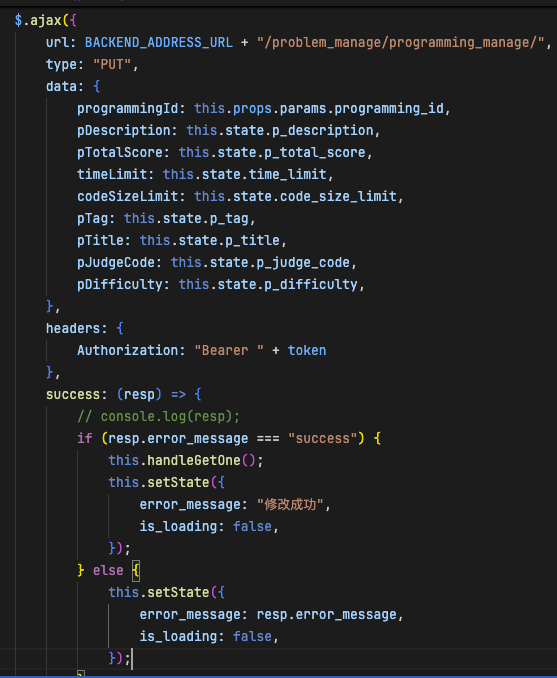 $.ajax({
url: BACKEND_ADDRESS_URL + "/problem_manage/programming_manage/",
type: "PUT",
data: {
programmingId: this.props.params.programming_id,
pDescription: this.state.p_description,
pTotalScore: this.state.p_total_score,
timeLimit: this.state.time_limit,
codeSizeLimit: this.state.code_size_limit,
pTag: this.state.p_tag,
pTitle: this.state.p_title,
pJudgeCode: this.state.p_judge_code,
pDifficulty: this.state.p_difficulty,
},
headers: {
Authorization: "Bearer " + token
},
success: (resp) => {
// console.log(resp);
if (resp.error_message === "success") {
this.handleGetOne();
this.setState({
error_message: "修改成功",
is_loading: false,
});
} else {
this.setState({
error_message: resp.error_message,
is_loading: false,
});
}